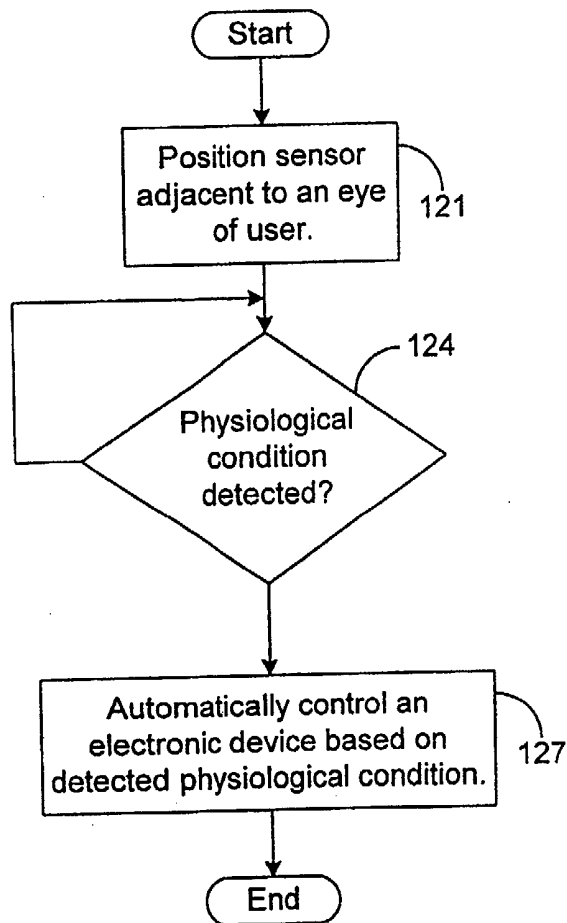 Start
Position sensor
adjacent to an eye
of user.
121
124
Physiological
condition
detected?
Automatically control an
electronic device based on
detected physiological condition.
127
End